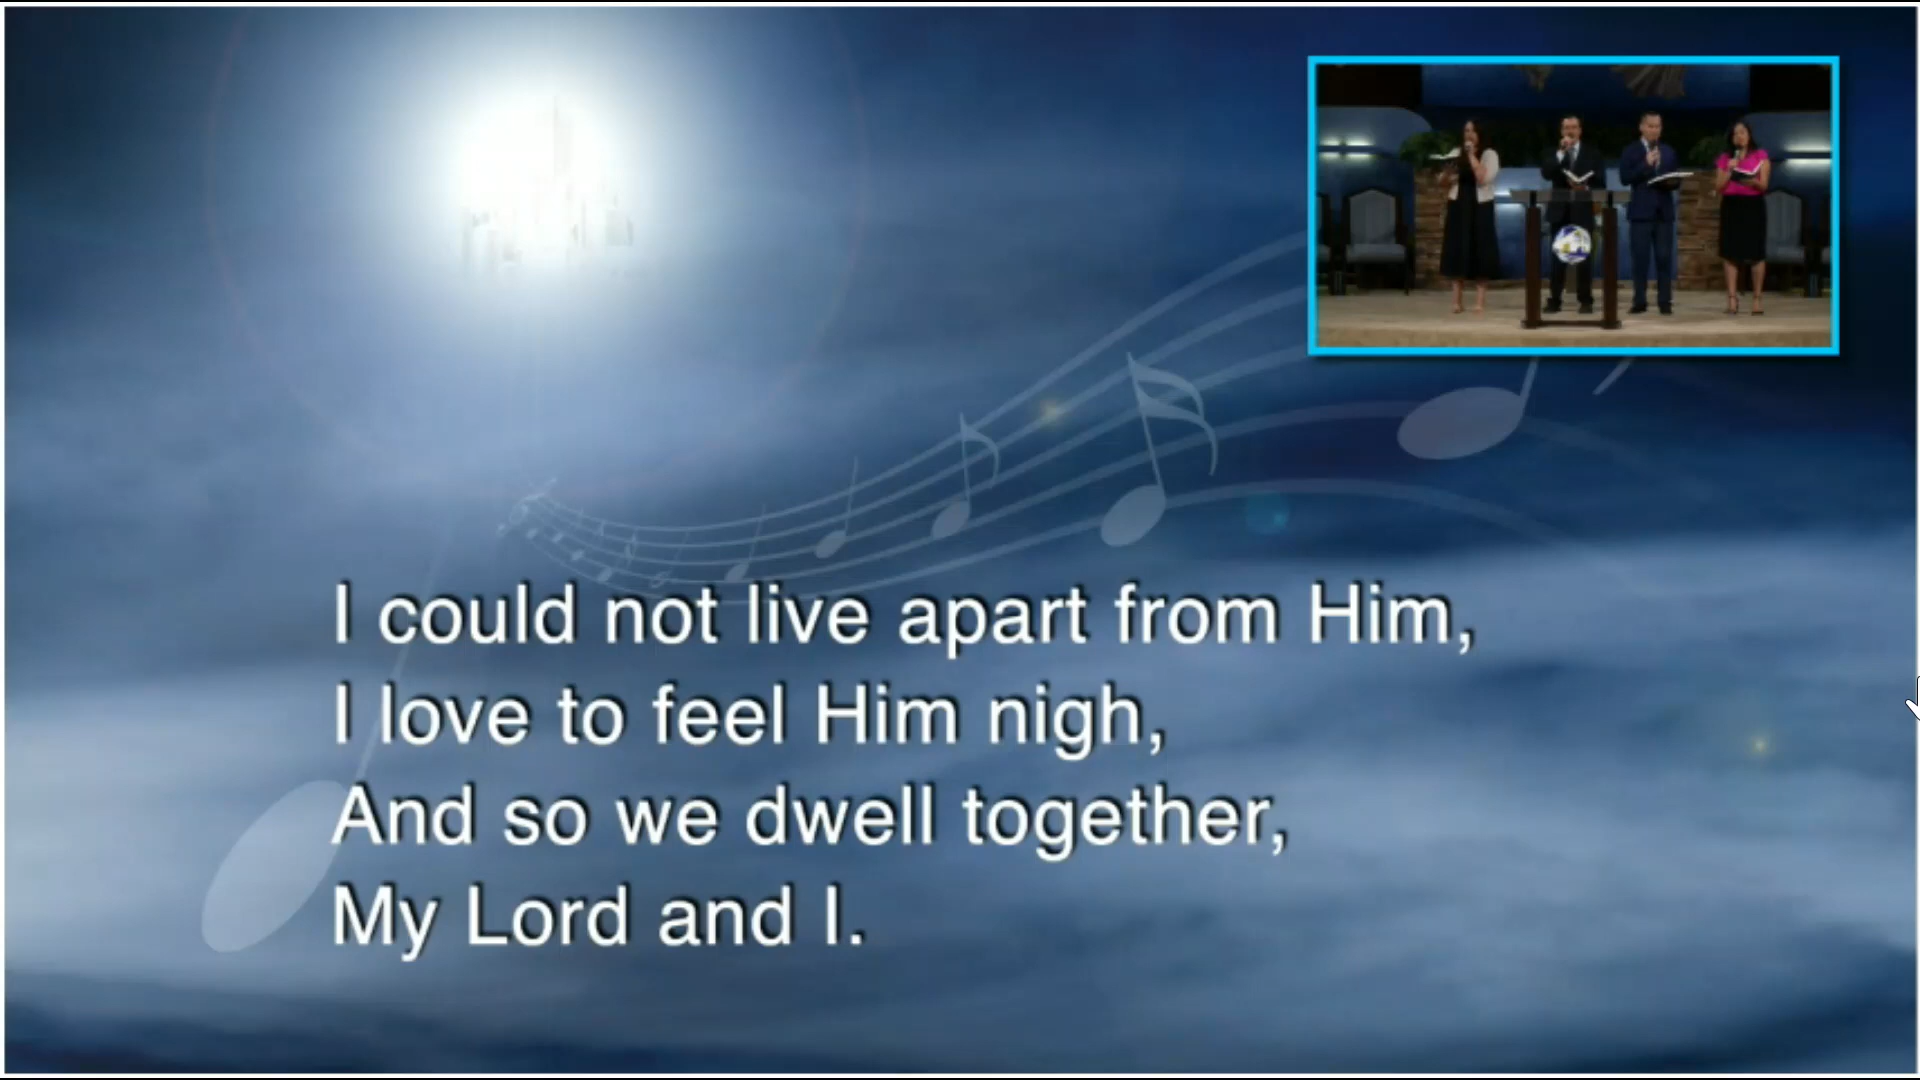 I could not live apart from Him,
I love to feel Him nigh,
And so we dwell together,
My Lord and I.